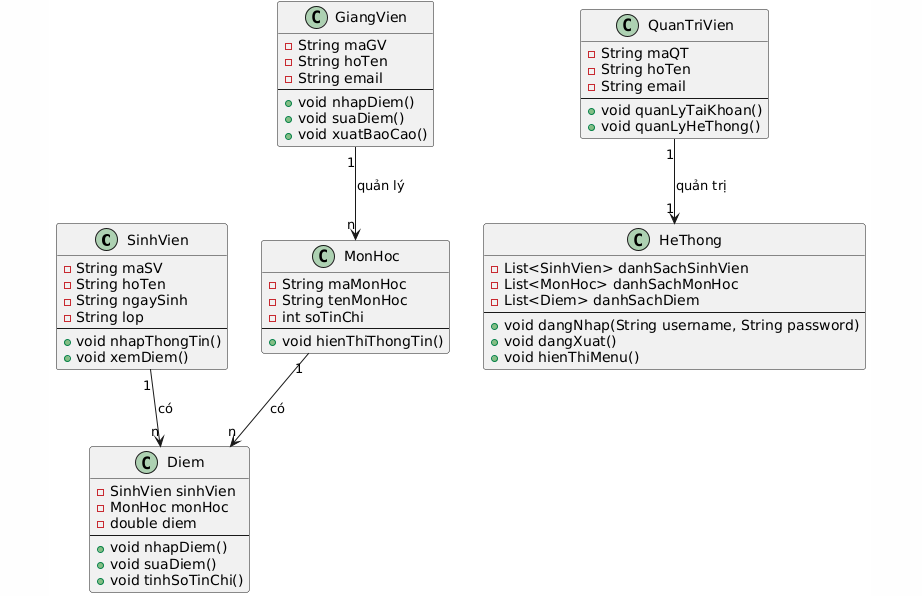 C GiangVien
String maGV
String hoTen
String email
void nhapDiem()
void suaDiem()
void xuatBaoCao()
C QuanTriVien
String maQT
String hoTen
String email
void quanLyTaiKhoan()
void quanLyHeThong()
1
quản lý
n
1
quản trị
1
C SinhVien
String maSV
String hoTen
String ngaySinh
String lop
void nhapThongTin()
void xemDiem()
C MonHoc
String maMonHoc
String tenMonHoc
int soTinChi
void hienThiThongTin()
C HeThong
List<SinhVien> danhSachSinhVien
List<MonHoc> danhSachMonHoc
List<Diem> danhSachDiem
void dangNhap(String username, String password)
void dangXuat()
void hienThiMenu()
1
có
n
1
có
n
C Diem
SinhVien sinhVien
MonHoc monHoc
double diem
void nhapDiem()
void suaDiem()
void tinhSoTinChi()